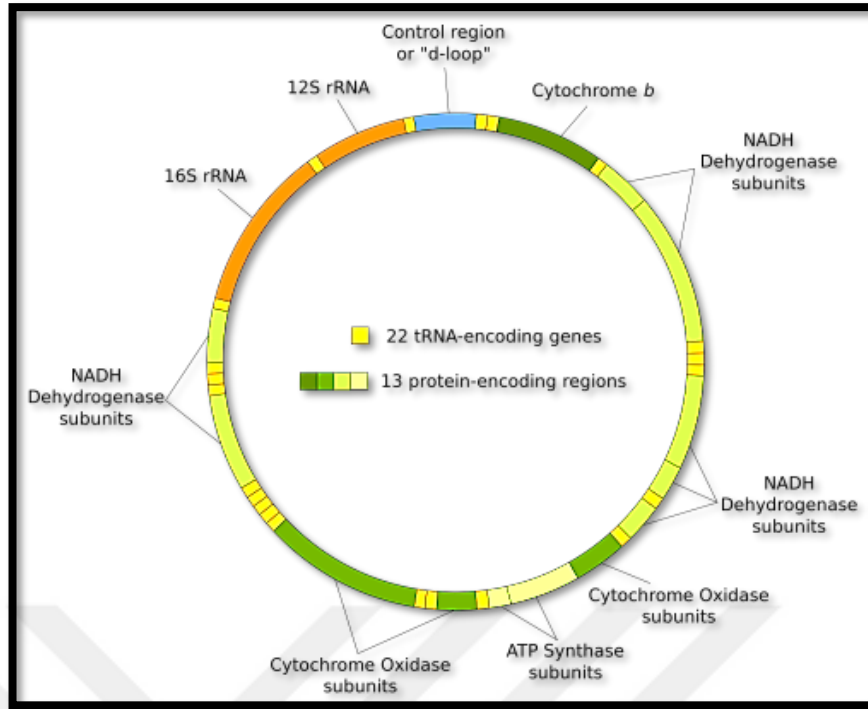 Control region
or "d-loop"
12S rRNA
Cytochrome b
NADH
Dehydrogenase
subunits
16S rRNA
22 tRNA-encoding genes
13 protein-encoding regions
NADH
Dehydrogenase
subunits
NADH
Dehydrogenase
subunits
Cytochrome Oxidase
subunits
ATP Synthase
subunits
Cytochrome Oxidase
subunits